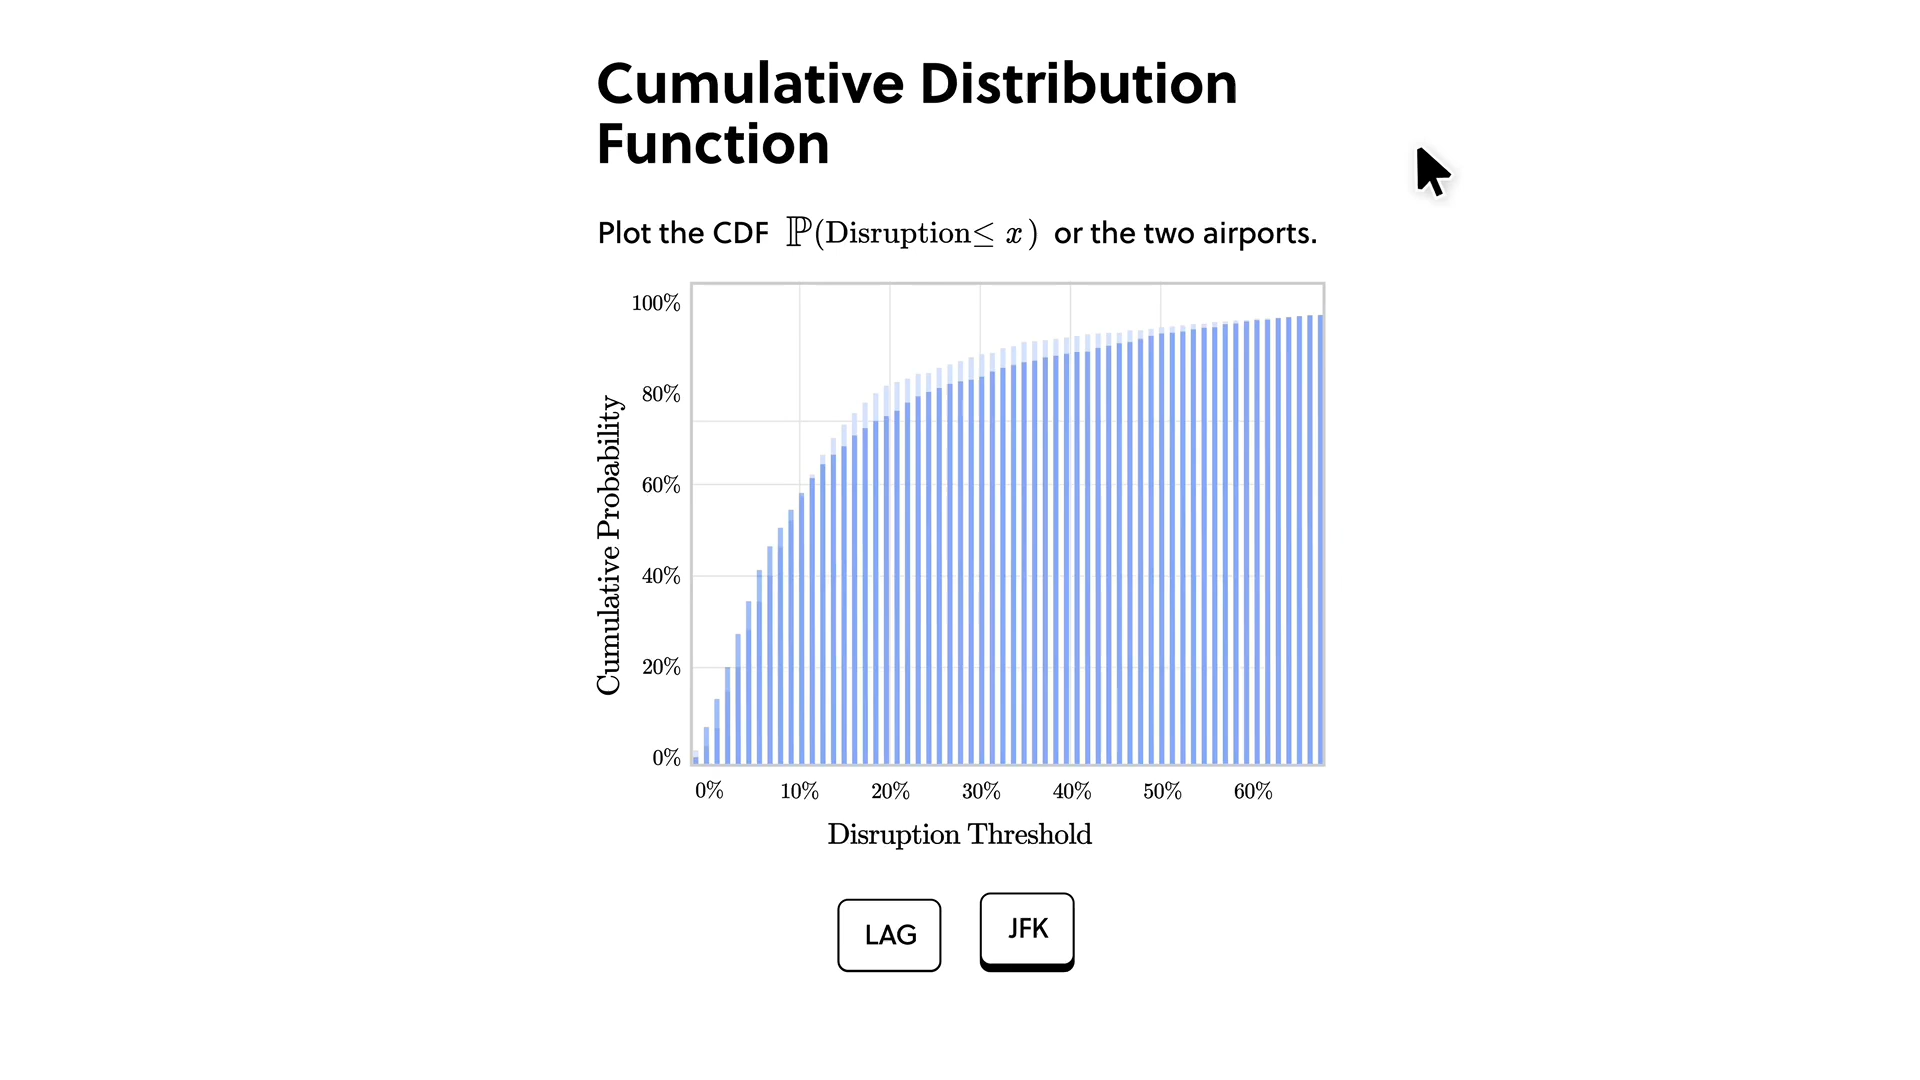 Cumulative Distribution
Function
Plot the CDF ℙ(Disruption≤ x) or the two airports.
Cumulative Probability
100%
80%
60%
40%
20%
0%
0% 10% 20% 30% 40% 50% 60%
Disruption Threshold
LAG JFK